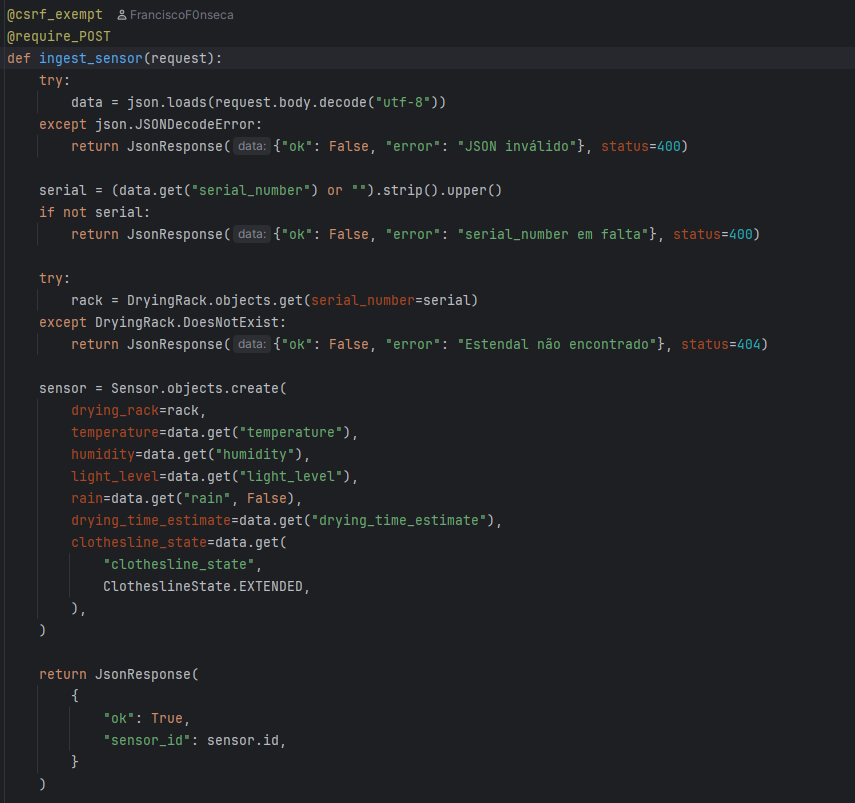 @csrf_exempt FranciscoF0nseca
@require_POST
def ingest_sensor(request):
    try:
        data = json.loads(request.body.decode("utf-8"))
    except json.JSONDecodeError:
        return JsonResponse( data: {"ok": False, "error": "JSON inválido"}, status=400)

    serial = (data.get("serial_number") or "").strip().upper()
    if not serial:
        return JsonResponse( data: {"ok": False, "error": "serial_number em falta"}, status=400)

    try:
        rack = DryingRack.objects.get(serial_number=serial)
    except DryingRack.DoesNotExist:
        return JsonResponse( data: {"ok": False, "error": "Estendal não encontrado"}, status=404)

    sensor = Sensor.objects.create(
        drying_rack=rack,
        temperature=data.get("temperature"),
        humidity=data.get("humidity"),
        light_level=data.get("light_level"),
        rain=data.get("rain", False),
        drying_time_estimate=data.get("drying_time_estimate"),
        clothesline_state=data.get(
            "clothesline_state",
            ClotheslineState.EXTENDED,
        ),
    )

    return JsonResponse(
        {
            "ok": True,
            "sensor_id": sensor.id,
        }
    )